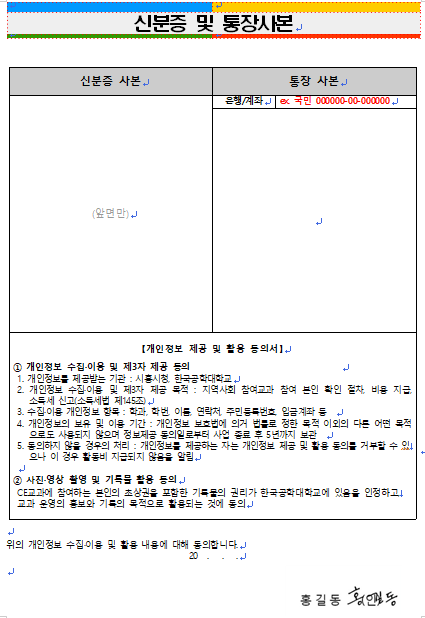 신분증 및 통장사본
신분증 사본
통장 사본
은행/계좌
ex. 국민 000000-00-000000
(앞면만)
【개인정보 제공 및 활용 동의서】
① 개인정보 수집·이용 및 제3자 제공 동의
1. 개인정보를 제공받는 기관 : 시흥시청, 한국공학대학교
2. 개인정보 수집·이용 및 제3자 제공 목적 : 지역사회 참여교과 참여 본인 확인 절차, 비용 지급,
소득세 신고(소득세법 제145조)
3. 수집·이용 개인정보 항목 : 학과, 학번, 이름, 연락처, 주민등록번호, 입금계좌 등
4. 개인정보의 보유 및 이용 기간 : 개인정보 보호법에 의거 법률로 정한 목적 이외의 다른 어떤 목적
으로도 사용되지 않으며 정보제공 동의일로부터 사업 종료 후 5년까지 보관
5. 동의하지 않을 경우의 처리 : 개인정보를 제공하는 자는 개인정보 제공 및 활용 동의를 거부할 수 있
으나 이 경우 활동비 지급되지 않음을 알림
② 사진·영상 촬영 및 기록물 활용 동의
CE교과에 참여하는 본인의 초상권을 포함한 기록물의 권리가 한국공학대학교에 있음을 인정하고,
교과 운영의 홍보와 기록의 목적으로 활용되는 것에 동의
위의 개인정보 수집·이용 및 활용 내용에 대해 동의합니다.
20 . . .
홍길동 홍길동